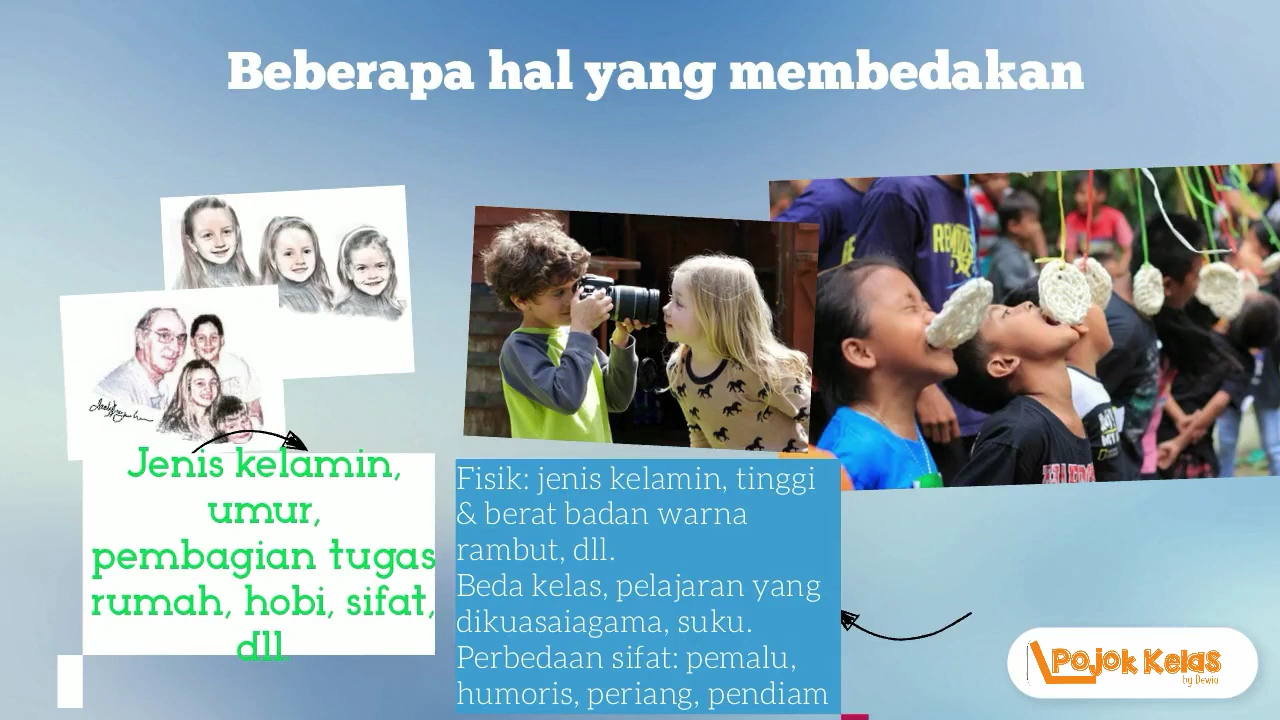 Beberapa hal yang membedakan
Jenis kelamin,
umur,
pembagian tugas
rumah, hobi, sifat,
dll
Fisik: jenis kelamin, tinggi
& berat badan warna
rambut, dll.
Beda kelas, pelajaran yang
dikuasaiagama, suku.
Perbedaan sifat: pemalu,
humoris, periang, pendiam
Pojok Kelas
by Dewia